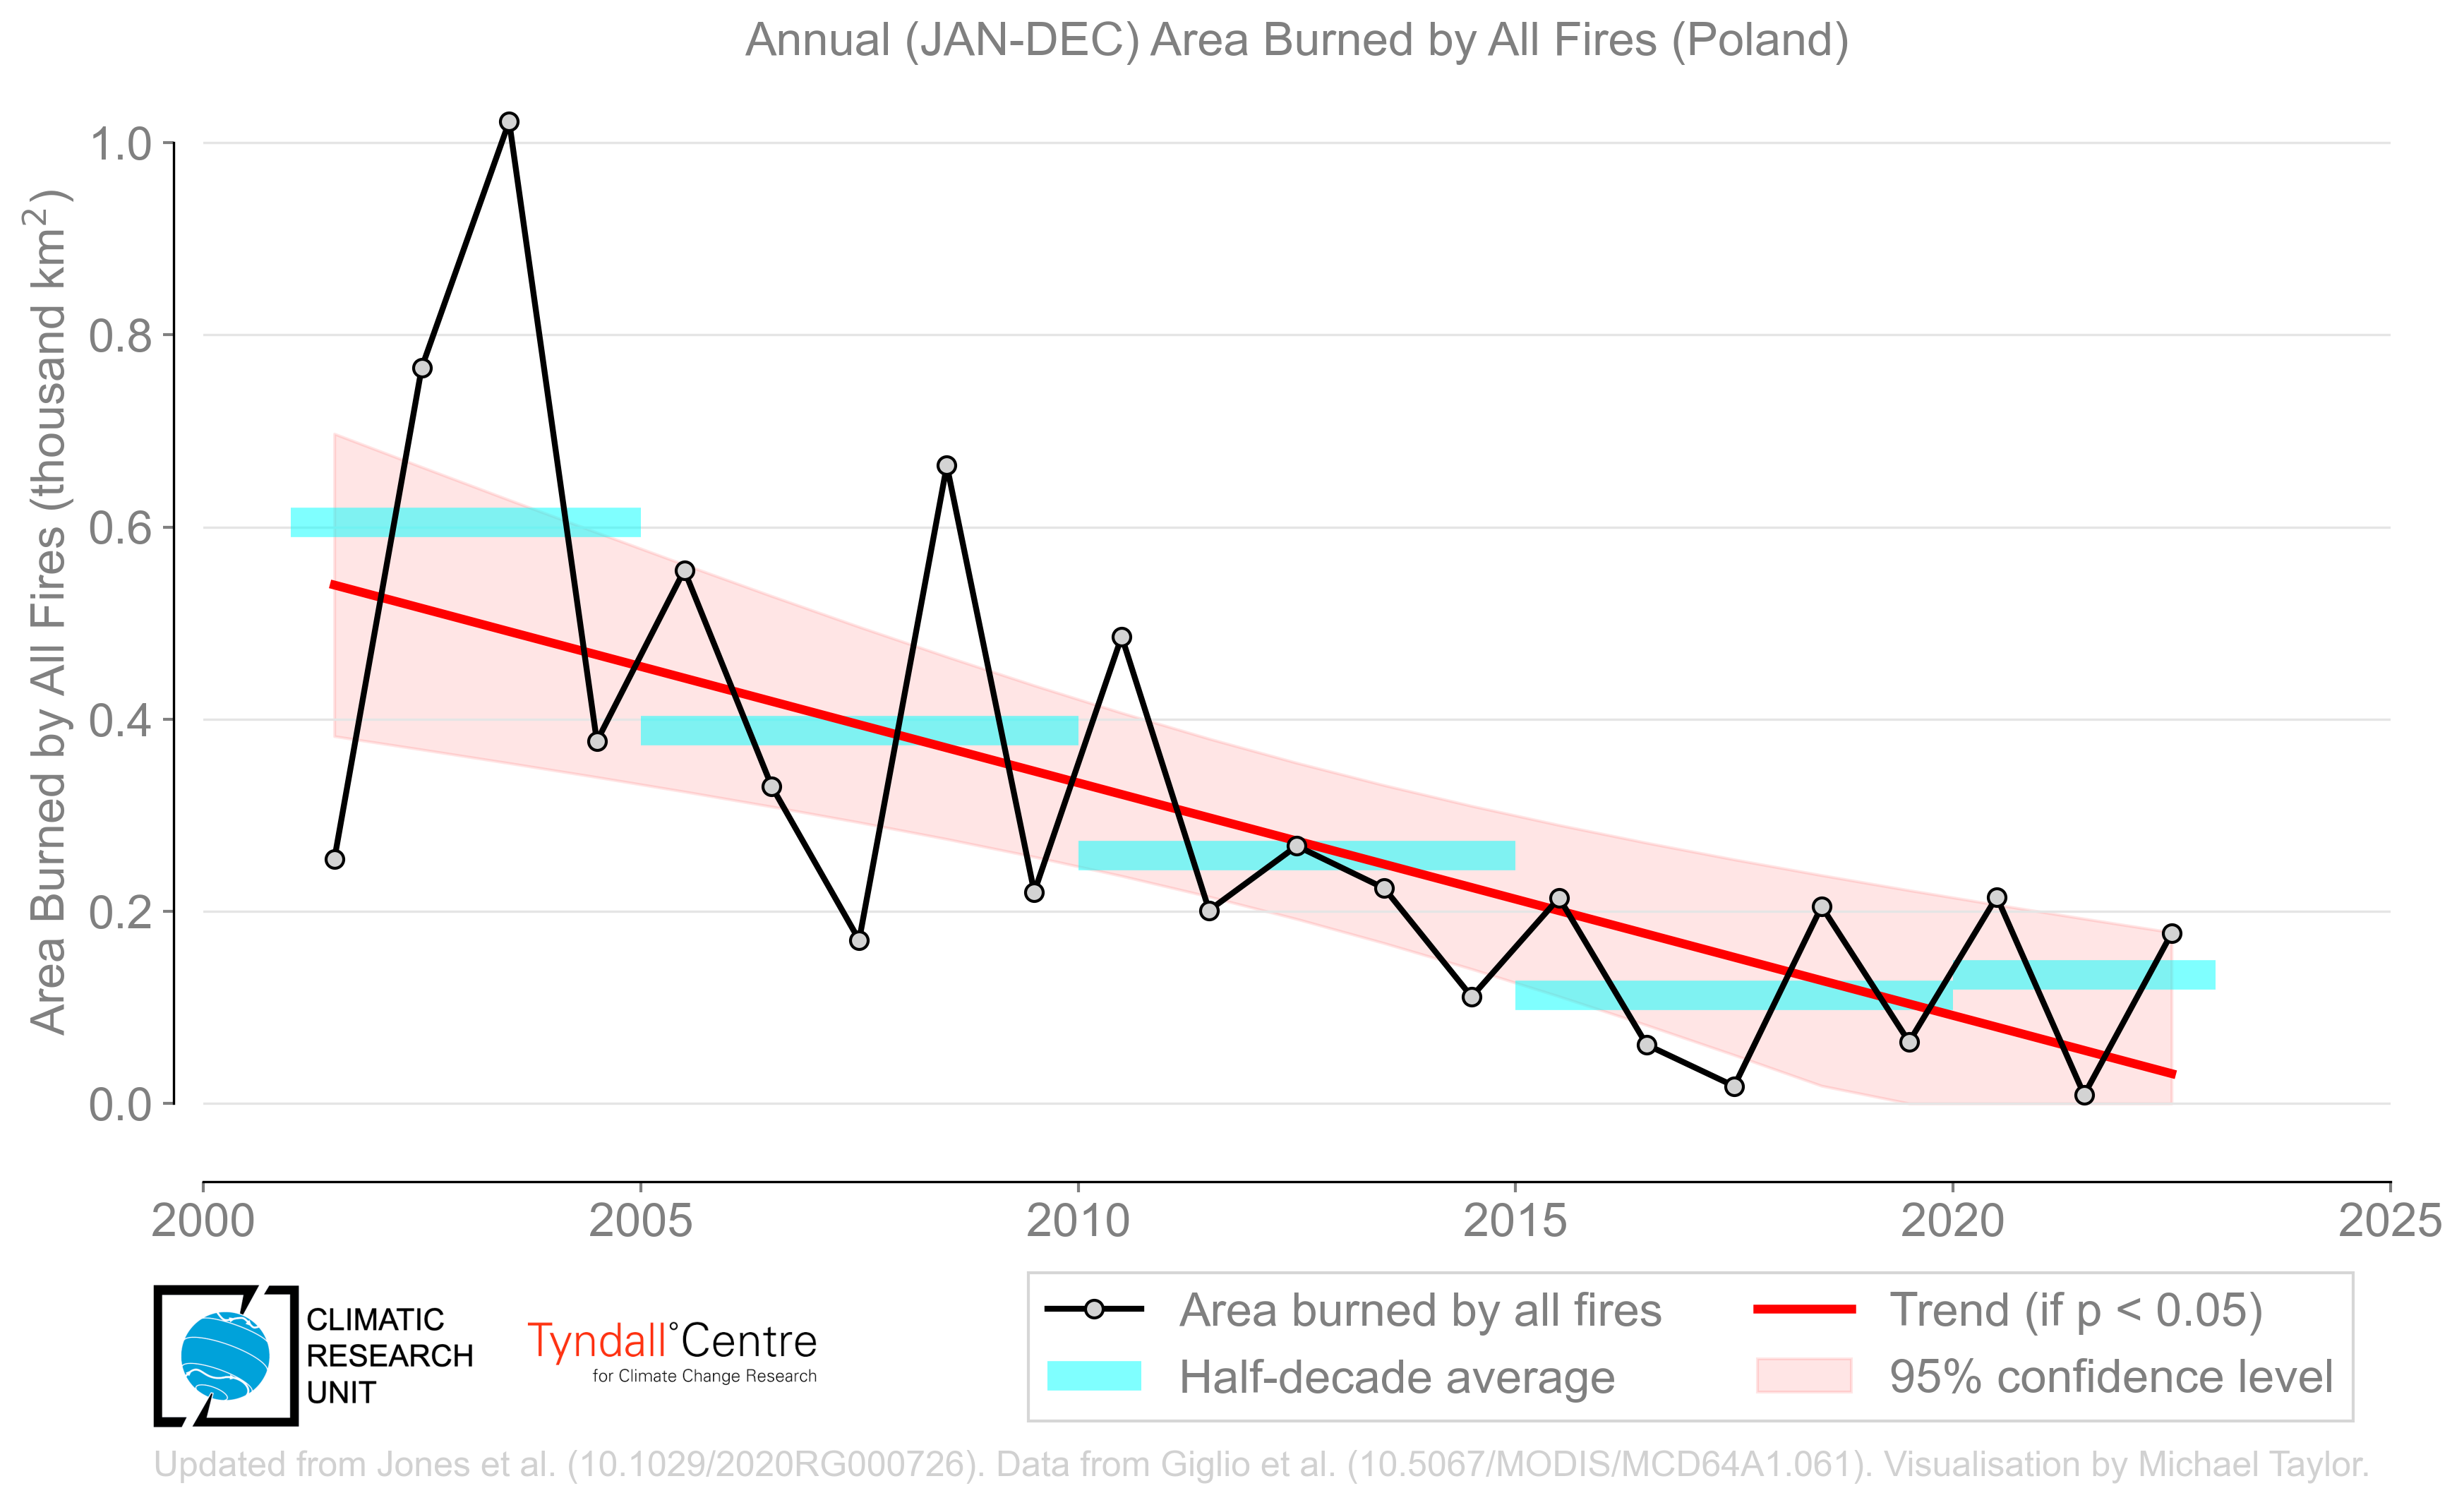 Annual (JAN-DEC) Area Burned by All Fires (Poland)
Area Burned by All Fires (thousand km²)
1.0
0.8
0.6
0.4
0.2
0.0
2000 2005 2010 2015 2020 2025
CLIMATIC
RESEARCH
UNIT
Tyndall°Centre
for Climate Change Research
Area burned by all fires
Half-decade average
Trend (if p < 0.05)
95% confidence level
Updated from Jones et al. (10.1029/2020RG000726). Data from Giglio et al. (10.5067/MODIS/MCD64A1.061). Visualisation by Michael Taylor.